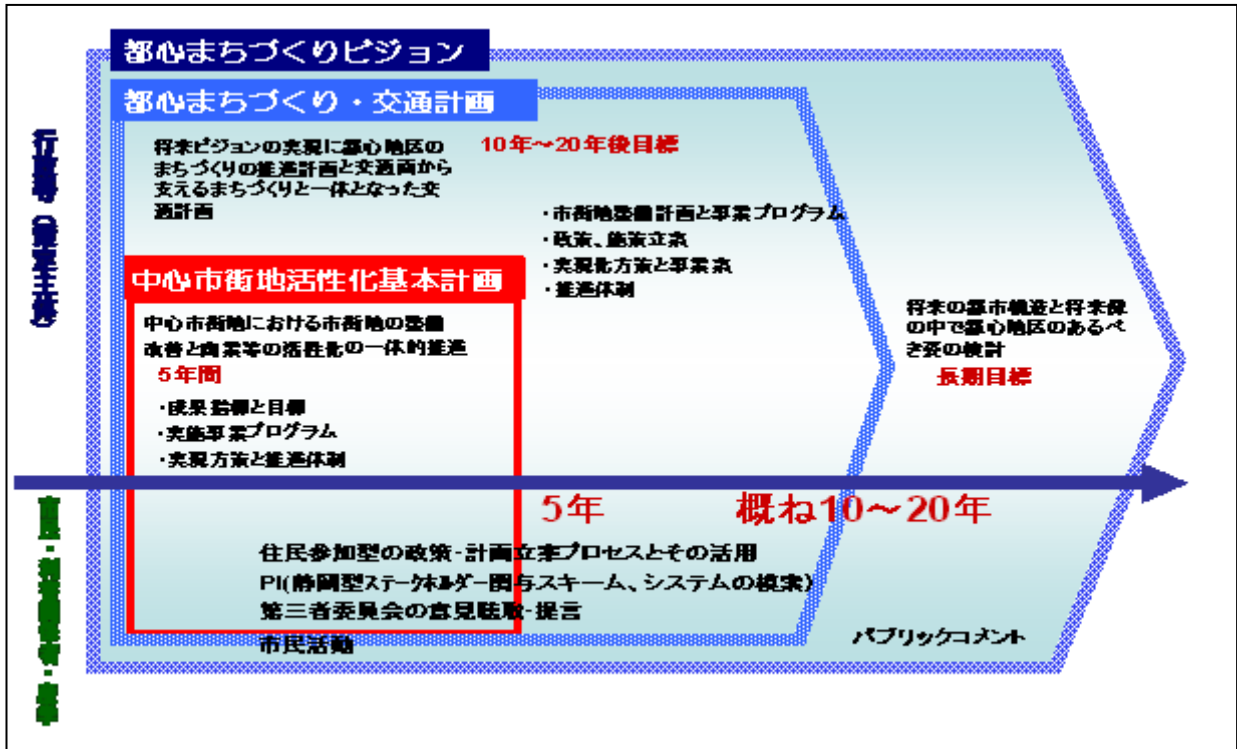 都心まちづくりビジョン
都心まちづくり・交通計画
将来ビジョンの実現に都心地区の
まちづくりの推進計画と交通面から
支えるまちづくりと一体となった交
通計画
10年〜20年後目標
・市街地整備計画と事業プログラム
・政策、施策立案
・実現化方策と事業案
・推進体制
中心市街地活性化基本計画
中心市街地における市街地の整備
改善と商業等の活性化の一体的推進
5年間
・成果指標と目標
・実施事業プログラム
・実現方策と推進体制
将来の都市構造と将来像
の中で都心地区のあるべ
き姿の検討
長期目標
5年
概ね10〜20年
住民参加型の政策・計画立案プロセスとその活用
PI(静岡型ステークホルダー関与スキーム、システムの模索)
第三者委員会の意見聴取・提言
市民活動
パブリックコメント